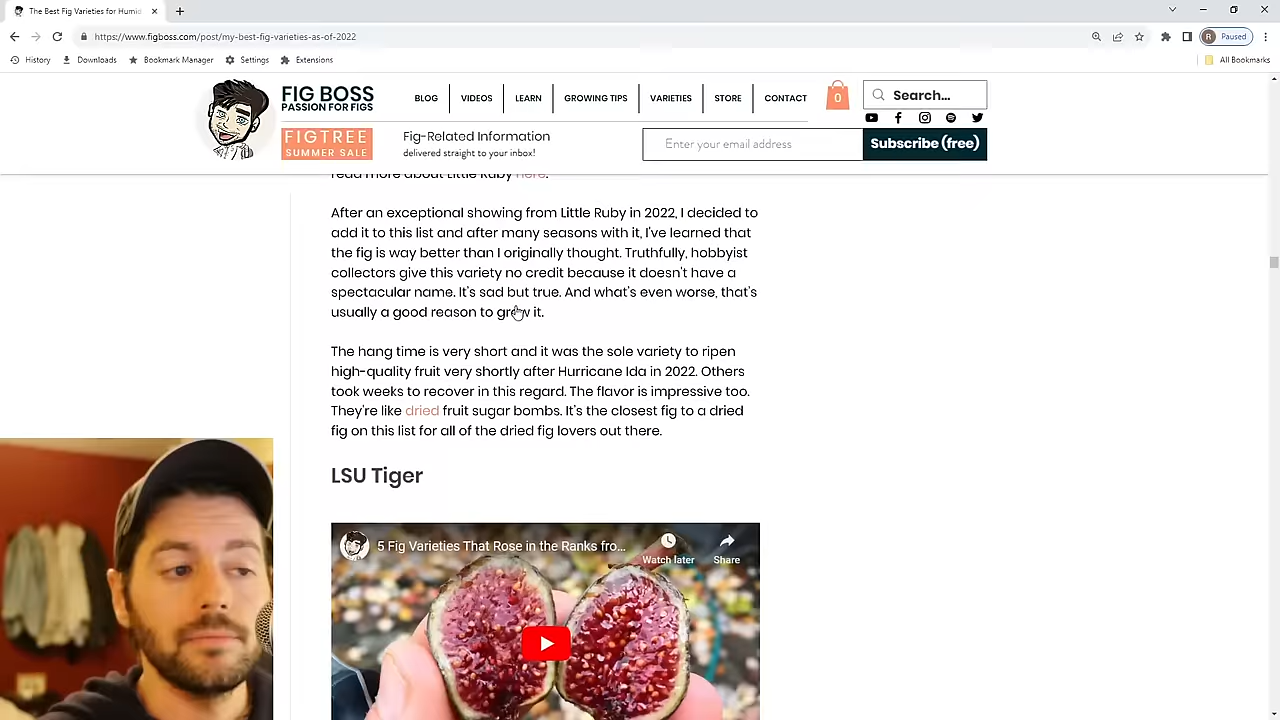 The Best Fig Varieties for Humid
https://www.figboss.com/post/my-best-fig-varieties-as-of-2022
R Paused
History Downloads Bookmark Manager Settings Extensions All Bookmarks
FIG BOSS
PASSION FOR FIGS
BLOG VIDEOS LEARN GROWING TIPS VARIETIES STORE CONTACT 0 Search...
FIGTREE
SUMMER SALE
Fig-Related Information
delivered straight to your inbox!
Enter your email address Subscribe (free)
read more about Little Ruby here.
After an exceptional showing from Little Ruby in 2022, I decided to
add it to this list and after many seasons with it, I've learned that
the fig is way better than I originally thought. Truthfully, hobbyist
collectors give this variety no credit because it doesn't have a
spectacular name. It's sad but true. And what's even worse, that's
usually a good reason to grow it.
The hang time is very short and it was the sole variety to ripen
high-quality fruit very shortly after Hurricane Ida in 2022. Others
took weeks to recover in this regard. The flavor is impressive too.
They're like dried fruit sugar bombs. It's the closest fig to a dried
fig on this list for all of the dried fig lovers out there.
LSU Tiger
5 Fig Varieties That Rose in the Ranks fro...
Watch later Share